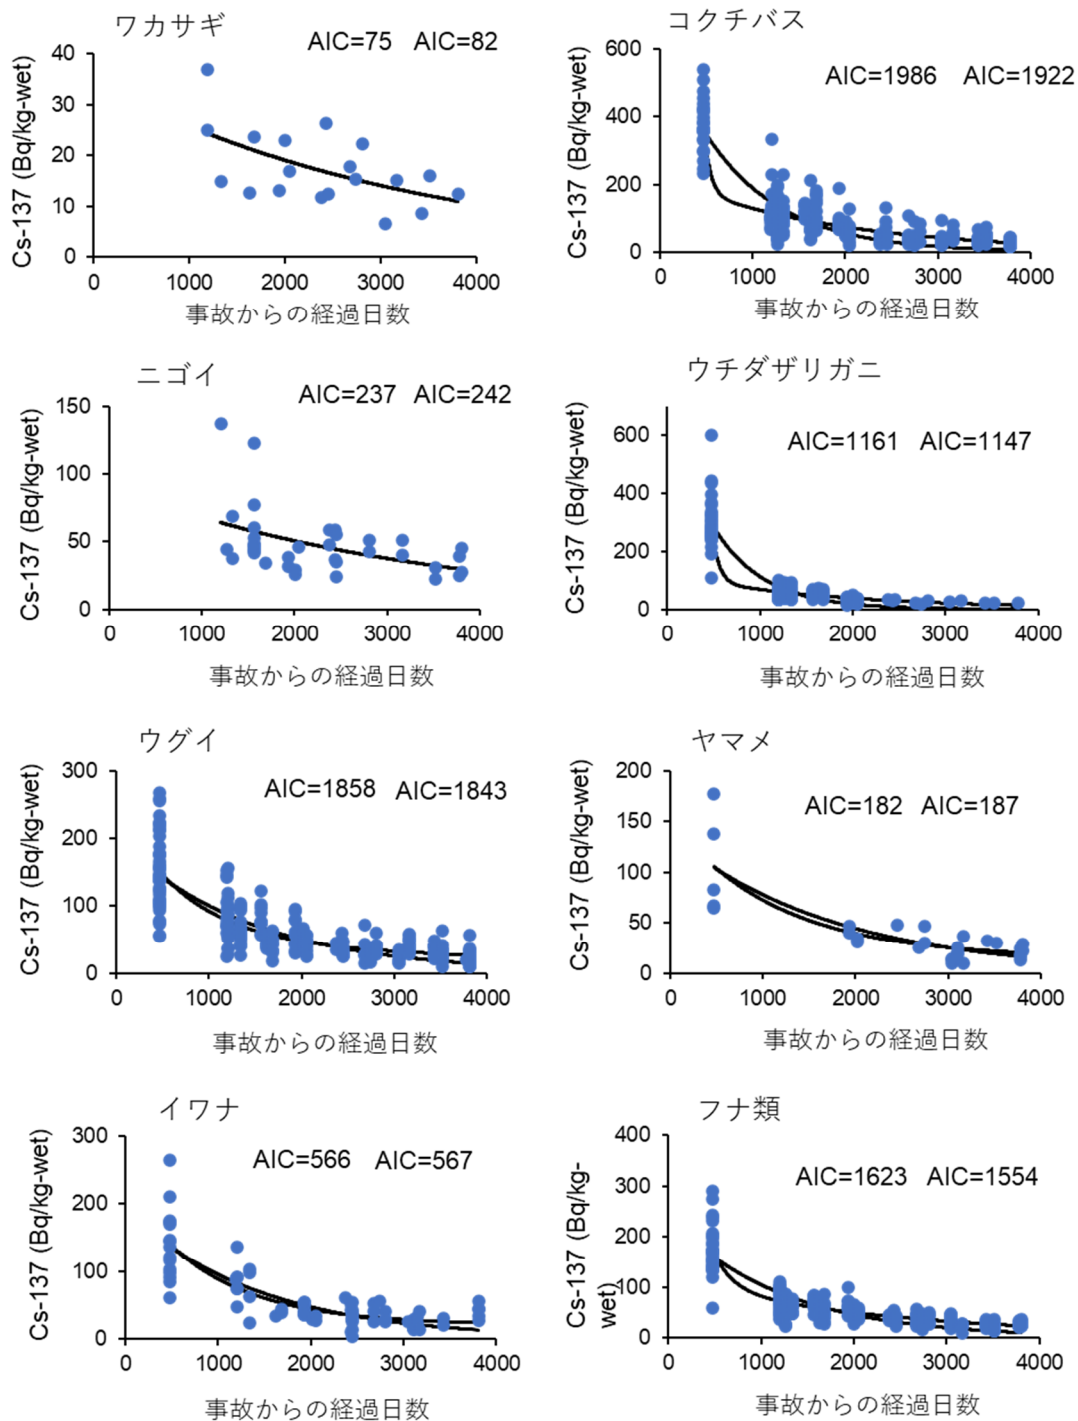 ワカサギ
AIC=75 AIC=82
Cs-137 (Bq/kg-wet)
40
30
20
10
0
0 1000 2000 3000 4000
事故からの経過日数
コクチバス
AIC=1986 AIC=1922
Cs-137 (Bq/kg-wet)
600
400
200
0
0 1000 2000 3000 4000
事故からの経過日数
ニゴイ
AIC=237 AIC=242
Cs-137 (Bq/kg-wet)
150
100
50
0
0 1000 2000 3000 4000
事故からの経過日数
ウチダザリガニ
AIC=1161 AIC=1147
Cs-137 (Bq/kg-wet)
600
400
200
0
0 1000 2000 3000 4000
事故からの経過日数
ウグイ
AIC=1858 AIC=1843
Cs-137 (Bq/kg-wet)
300
200
100
0
0 1000 2000 3000 4000
事故からの経過日数
ヤマメ
AIC=182 AIC=187
Cs-137 (Bq/kg-wet)
200
150
100
50
0
0 1000 2000 3000 4000
事故からの経過日数
イワナ
AIC=566 AIC=567
Cs-137 (Bq/kg-wet)
300
200
100
0
0 1000 2000 3000 4000
事故からの経過日数
フナ類
AIC=1623 AIC=1554
Cs-137 (Bq/kg-
wet)
400
300
200
100
0
0 1000 2000 3000 4000
事故からの経過日数